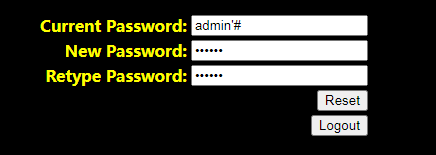 Current Password: admin'#
New Password: ••••••
Retype Password: ••••••
Reset
Logout